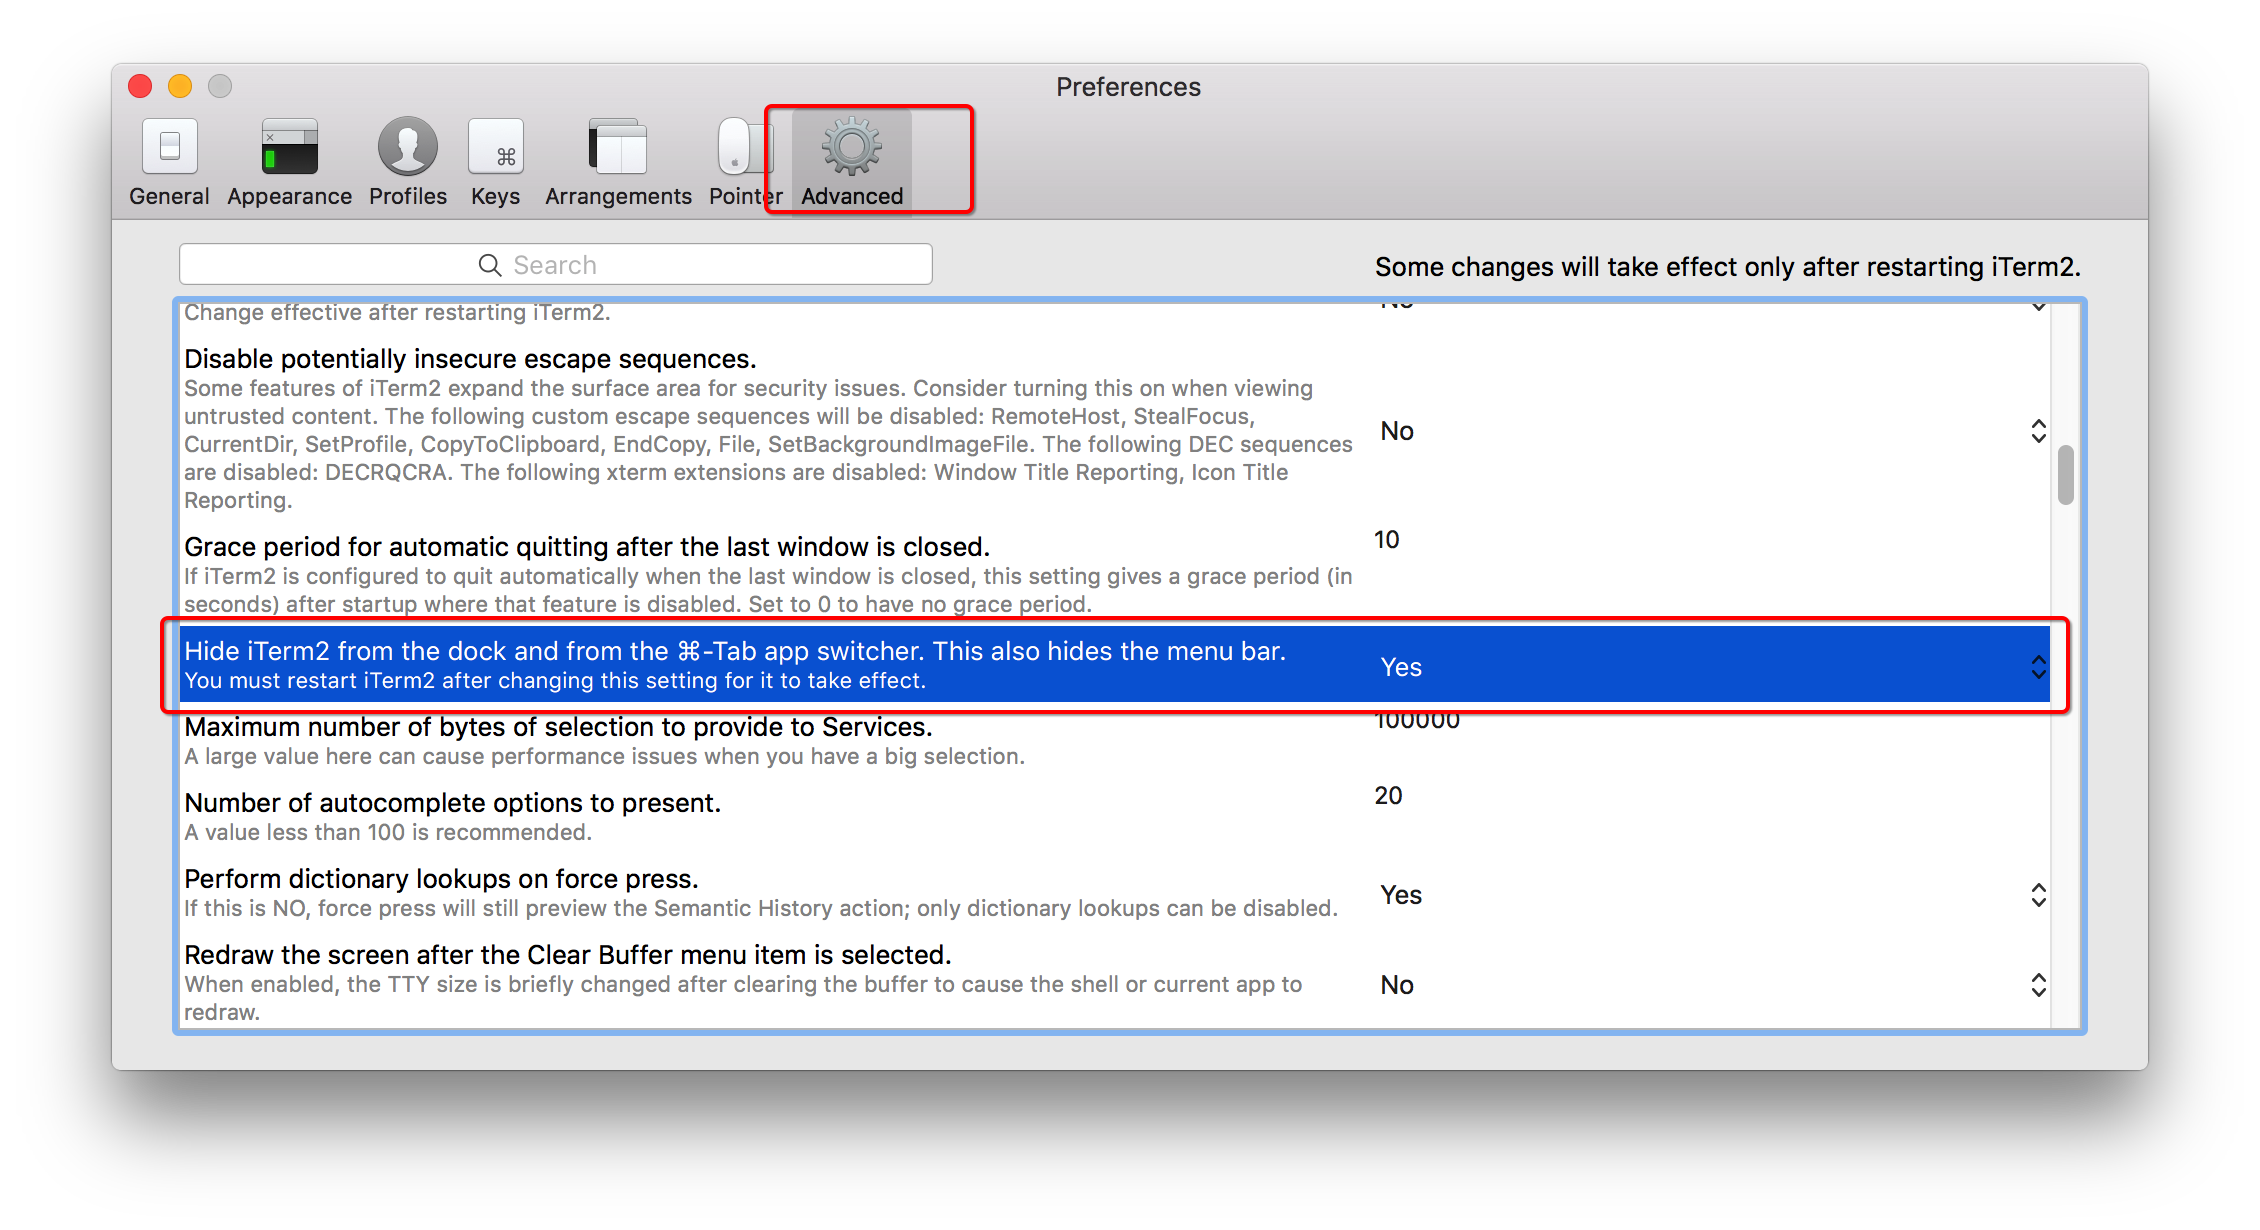 Preferences
General Appearance Profiles Keys Arrangements Pointer Advanced
Search
Some changes will take effect only after restarting iTerm2.
Change effective after restarting iTerm2.
No
Disable potentially insecure escape sequences.
Some features of iTerm2 expand the surface area for security issues. Consider turning this on when viewing
untrusted content. The following custom escape sequences will be disabled: RemoteHost, StealFocus,
CurrentDir, SetProfile, CopyToClipboard, EndCopy, File, SetBackgroundImageFile. The following DEC sequences
are disabled: DECRQCRA. The following xterm extensions are disabled: Window Title Reporting, Icon Title
Reporting.
No
Grace period for automatic quitting after the last window is closed.
10
If iTerm2 is configured to quit automatically when the last window is closed, this setting gives a grace period (in
seconds) after startup where that feature is disabled. Set to 0 to have no grace period.
Hide iTerm2 from the dock and from the ⌘-Tab app switcher. This also hides the menu bar.
You must restart iTerm2 after changing this setting for it to take effect.
Yes
Maximum number of bytes of selection to provide to Services.
100000
A large value here can cause performance issues when you have a big selection.
Number of autocomplete options to present.
20
A value less than 100 is recommended.
Perform dictionary lookups on force press.
If this is NO, force press will still preview the Semantic History action; only dictionary lookups can be disabled.
Yes
Redraw the screen after the Clear Buffer menu item is selected.
When enabled, the TTY size is briefly changed after clearing the buffer to cause the shell or current app to
redraw.
No